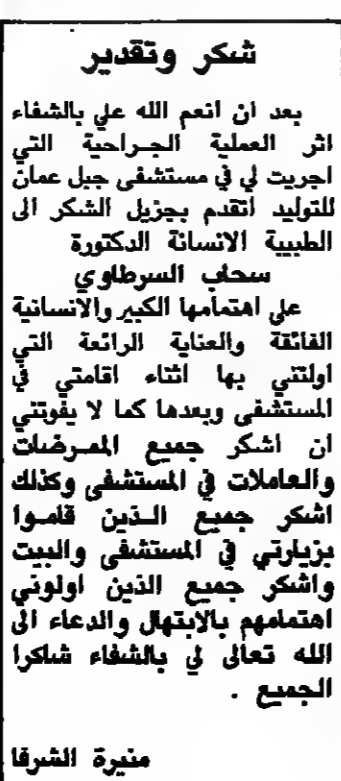 شكر وتقدير
بعد ان انعم الله علي بالشفاء
اثر العملية الجراحية التي
اجريت لي في مستشفى جبل عمان
للتوليد اتقدم بجزيل الشكر الى
الطبيبة الانسانة الدكتورة
سحاب السرطاوي
على اهتمامها الكبير والانسانية
الفائقة والعناية الرائعة التي
اولتني بها اثناء اقامتي في
المستشفى وبعدها كما لا يفوتني
ان اشكر جميع الممرضات
والعاملات في المستشفى وكذلك
اشكر جميع الذين قاموا
بزيارتي في المستشفى والبيت
واشكر جميع الذين اولوني
اهتمامهم بالابتهال والدعاء الى
الله تعالى لي بالشفاء شاكرا
الجميع .
منيرة الشرقا